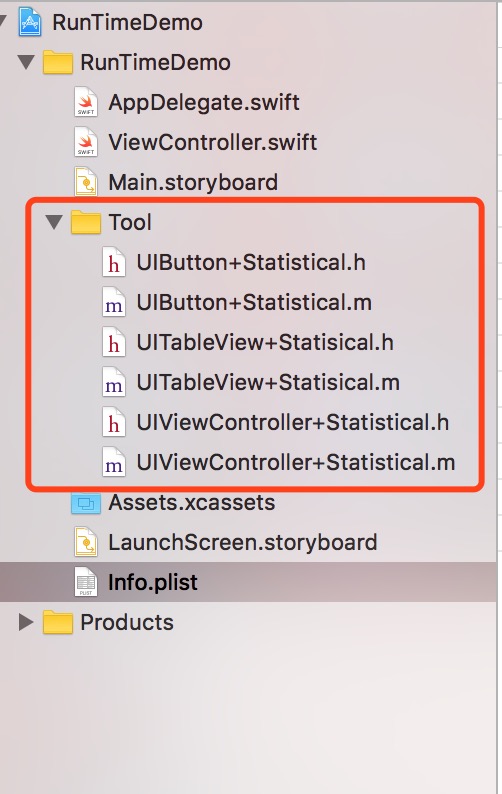 RunTimeDemo
RunTimeDemo
SWIFT
AppDelegate.swift
SWIFT
ViewController.swift
Main.storyboard
Tool
h
UIButton+Statistical.h
m
UIButton+Statistical.m
h
UITableView+Statisical.h
m
UITableView+Statisical.m
h
UIViewController+Statistical.h
m
UIViewController+Statistical.m
Assets.xcassets
LaunchScreen.storyboard
PLIST
Info.plist
Products